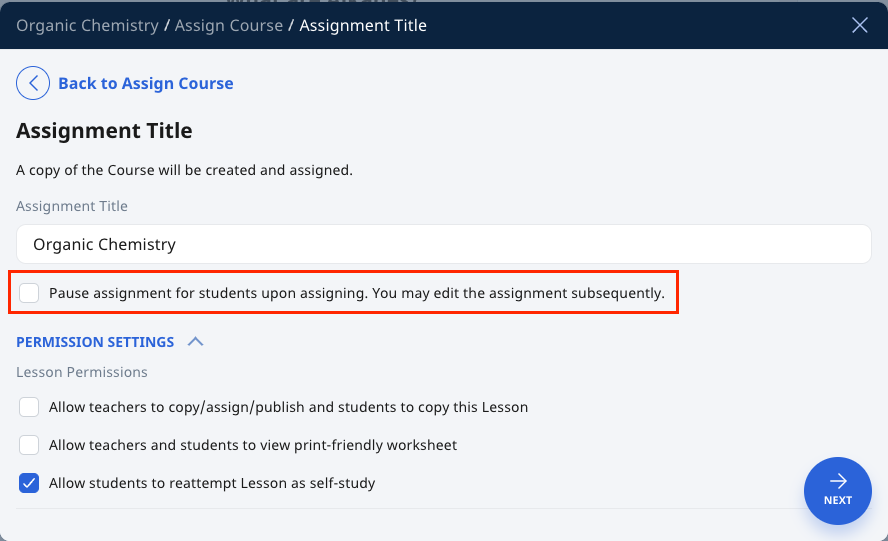 Organic Chemistry / Assign Course / Assignment Title
Back to Assign Course
Assignment Title
A copy of the Course will be created and assigned.
Assignment Title
Organic Chemistry
Pause assignment for students upon assigning. You may edit the assignment subsequently.
PERMISSION SETTINGS
Lesson Permissions
Allow teachers to copy/assign/publish and students to copy this Lesson
Allow teachers and students to view print-friendly worksheet
Allow students to reattempt Lesson as self-study
NEXT